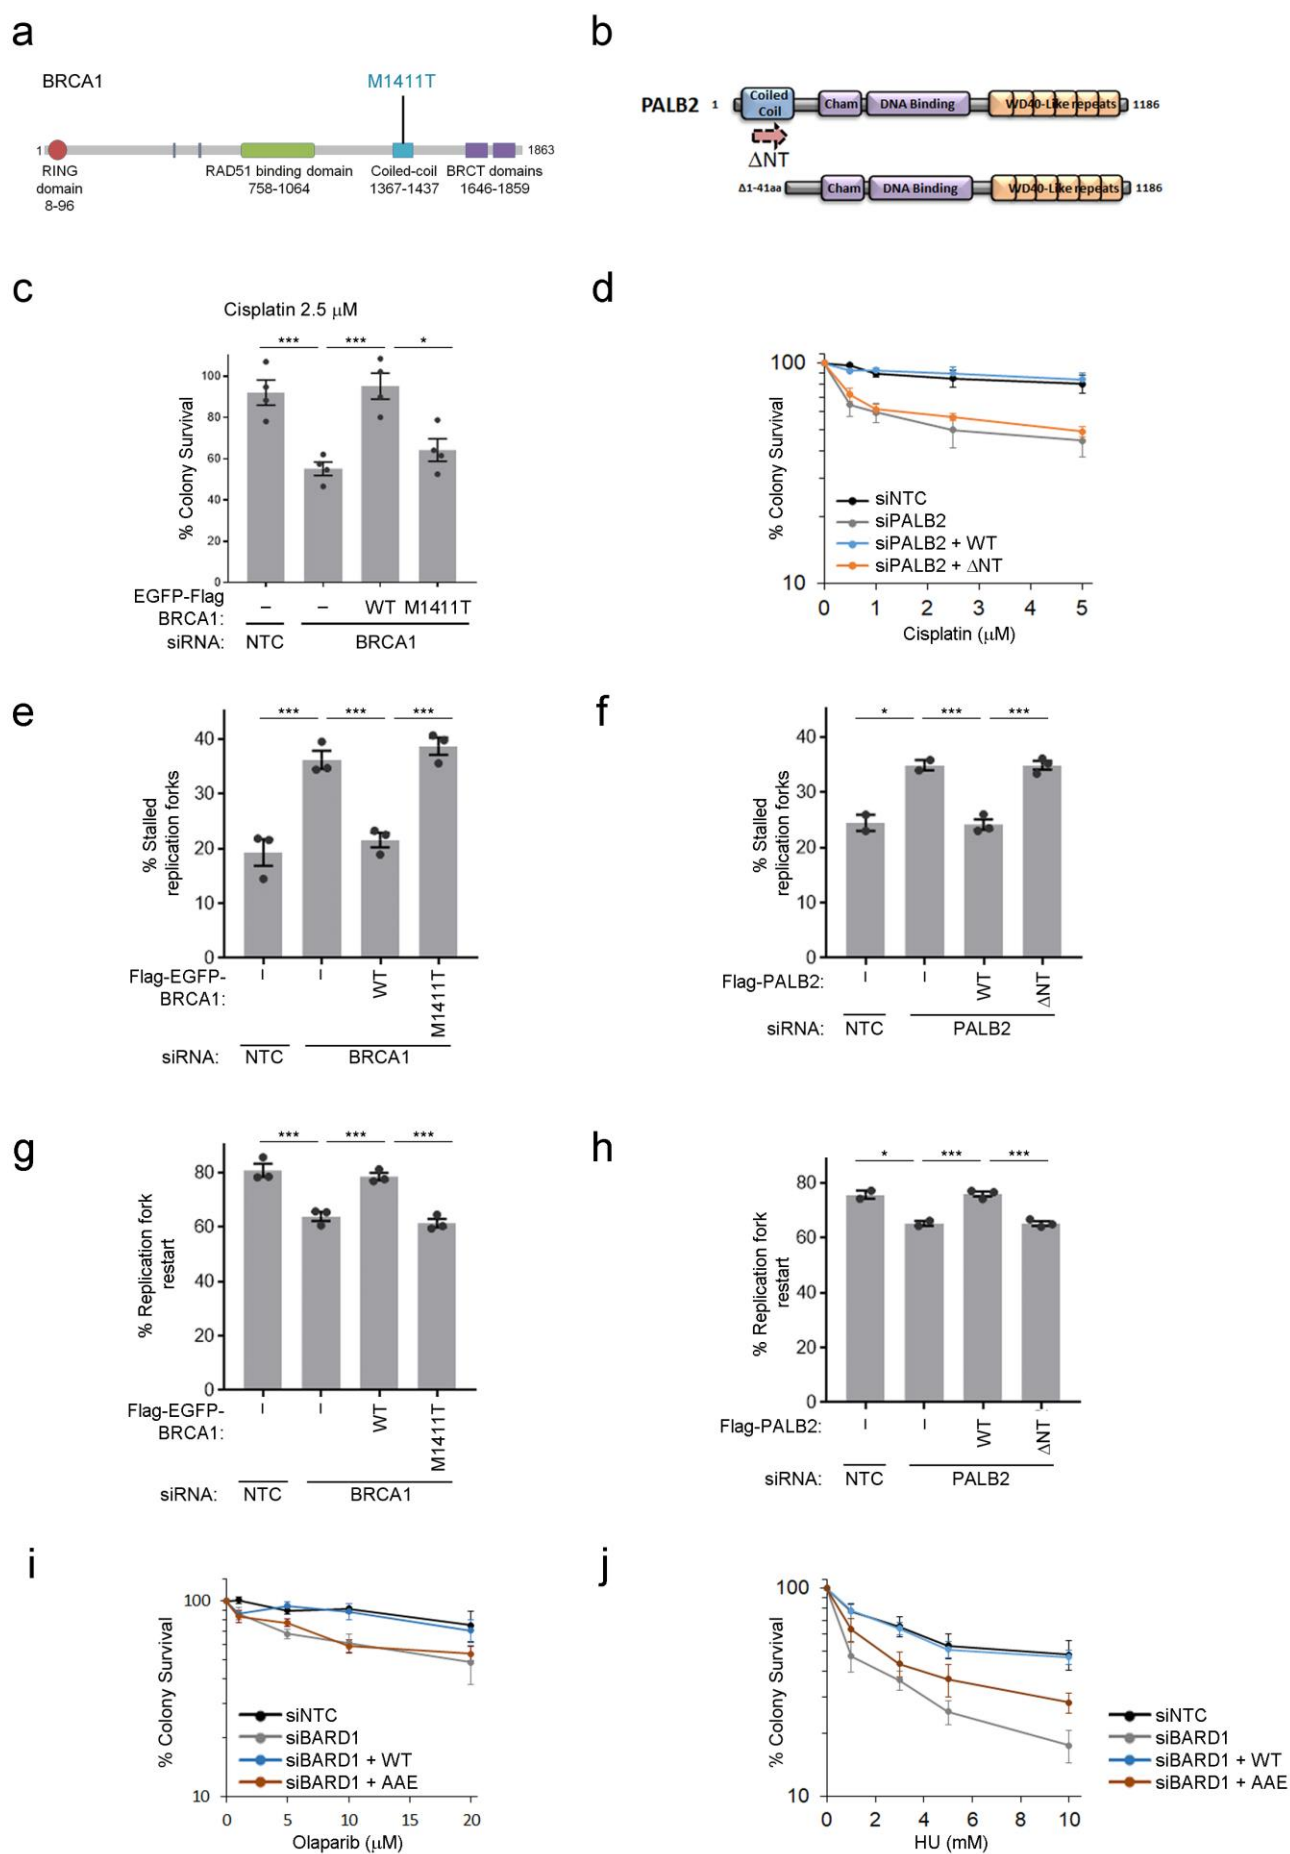 a
BRCA1
M1411T
1
1863
RING
domain
8-96
RAD51 binding domain
758-1064
Coiled-coil
1367-1437
BRCT domains
1646-1859
b
PALB2 1 Coiled Coil Cham DNA Binding WD40-Like repeats 1186
ΔNT
Δ1-41aa Cham DNA Binding WD40-Like repeats 1186
c
Cisplatin 2.5 μM
*** *** *
100
80
60
40
20
0
% Colony Survival
EGFP-Flag
BRCA1:
– – WT M1411T
siRNA: NTC BRCA1
d
100
10
% Colony Survival
siNTC
siPALB2
siPALB2 + WT
siPALB2 + ΔNT
0 1 2 3 4 5
Cisplatin (μM)
e
*** *** ***
40
30
20
10
0
% Stalled
replication forks
Flag-EGFP-
BRCA1:
– – WT M1411T
siRNA: NTC BRCA1
f
* *** ***
40
30
20
10
0
% Stalled
replication forks
Flag-PALB2: – – WT ΔNT
siRNA: NTC PALB2
g
*** *** ***
80
60
40
20
0
% Replication fork
restart
Flag-EGFP-
BRCA1:
– – WT M1411T
siRNA: NTC BRCA1
h
* *** ***
80
60
40
20
0
% Replication fork
restart
Flag-PALB2: – – WT ΔNT
siRNA: NTC PALB2
i
100
10
% Colony Survival
siNTC
siBARD1
siBARD1 + WT
siBARD1 + AAE
0 5 10 15 20
Olaparib (μM)
j
100
10
% Colony Survival
siNTC
siBARD1
siBARD1 + WT
siBARD1 + AAE
0 2 4 6 8 10
HU (mM)